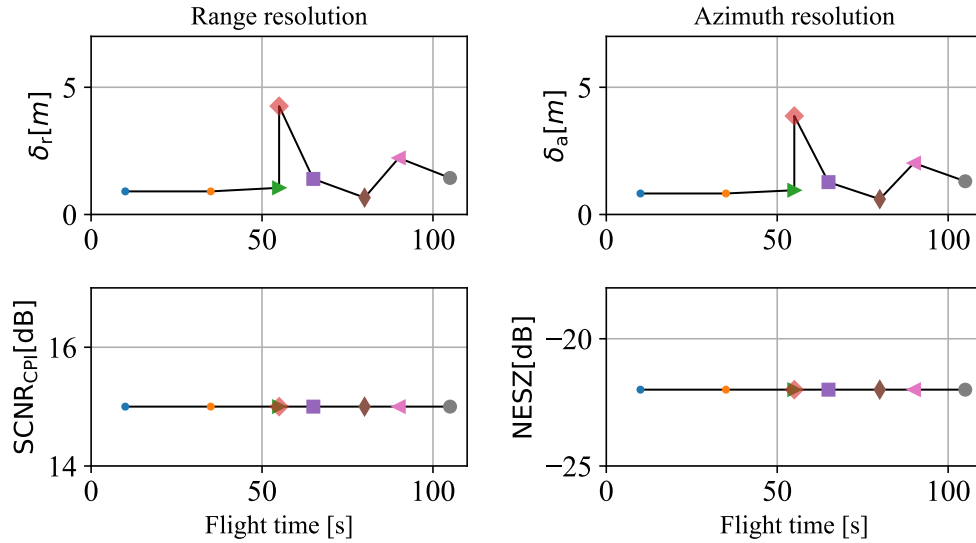 Range resolution
Azimuth resolution
δr[m]
5
0
0
50
100
δa[m]
5
0
0
50
100
SCNRCPI[dB]
16
14
0
50
100
Flight time [s]
NESZ[dB]
−20
−25
0
50
100
Flight time [s]